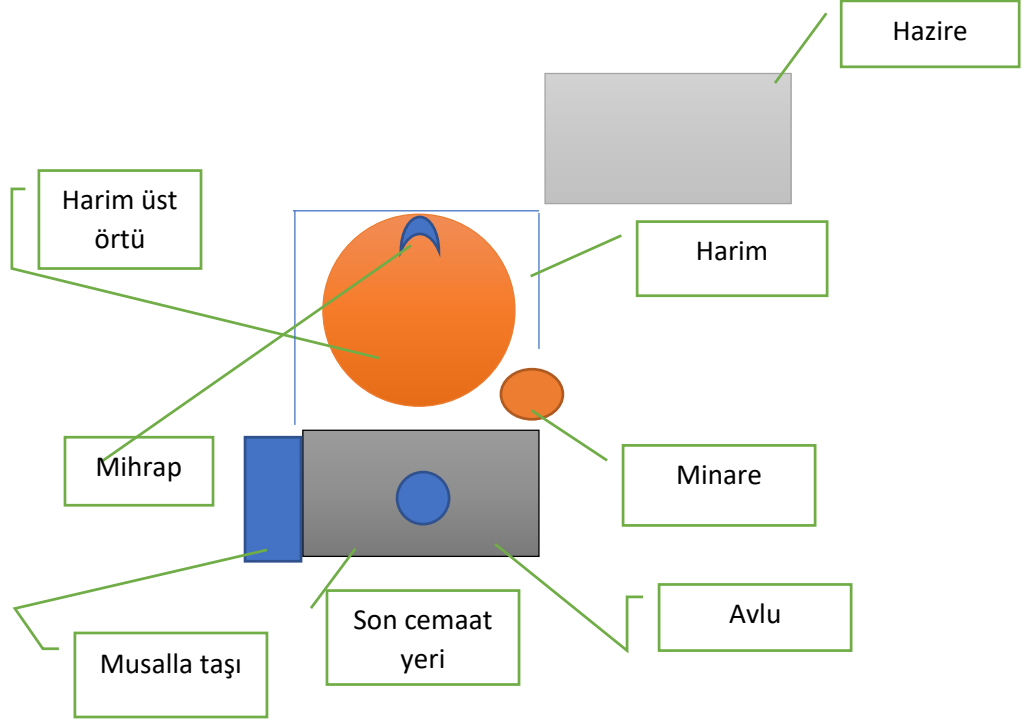 Hazire
Harim üst
örtü
Harim
Mihrap
Minare
Son cemaat
yeri
Avlu
Musalla taşı